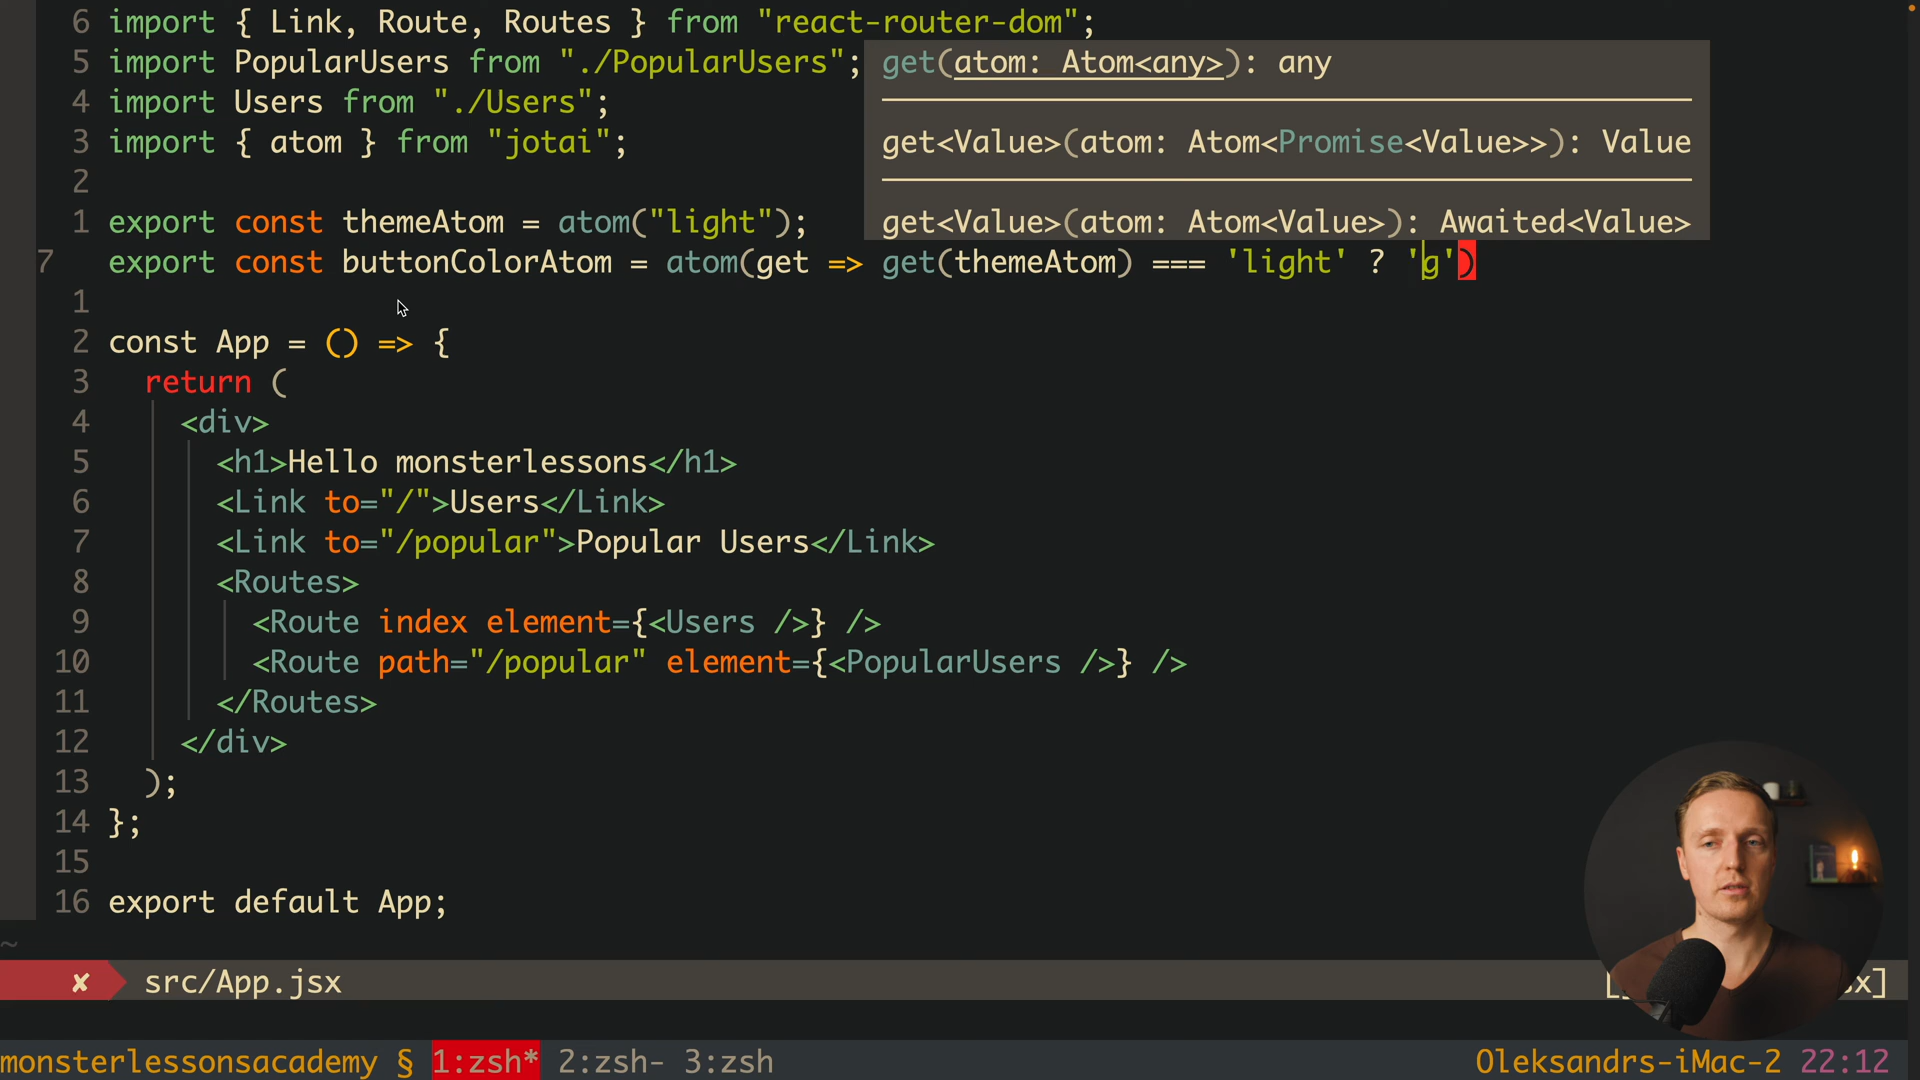 6 import { Link, Route, Routes } from "react-router-dom";
5 import PopularUsers from "./PopularUsers";
get(atom: Atom<any>): any
4 import Users from "./Users";
3 import { atom } from "jotai";
get<Value>(atom: Atom<Promise<Value>>): Value
2
1 export const themeAtom = atom("light");
get<Value>(atom: Atom<Value>): Awaited<Value>
7 export const buttonColorAtom = atom(get => get(themeAtom) === 'light' ? 'g')
1
2 const App = () => {
3 return (
4 <div>
5 <h1>Hello monsterlessons</h1>
6 <Link to="/">Users</Link>
7 <Link to="/popular">Popular Users</Link>
8 <Routes>
9 <Route index element={<Users />} />
10 <Route path="/popular" element={<PopularUsers />} />
11 </Routes>
12 </div>
13 );
14 };
15
16 export default App;
~
✘ src/App.jsx
monsterlessonsacademy § 1:zsh* 2:zsh- 3:zsh
Oleksandrs-iMac-2 22:12